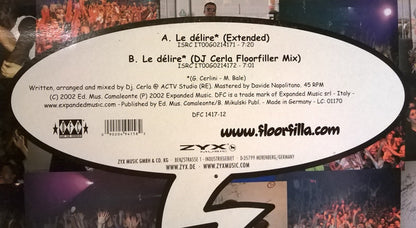 A. Le délire* (Extended)
ISRC IT00G0214171 - 7:20
B. Le délire* (DJ Cerla Floorfiller Mix)
ISRC IT00G0214172 - 7:01
*(G. Cerlini - M. Bale)
Written, arranged and mixed by Dj. Cerla @ ACTV Studio (RE). Mastered by Davide Napolitano. 45 RPM
(C) 2002 Ed. Mus. Camaleonte (P) 2002 Expanded Music. DFC is a trade mark of Expanded Music srl - Italy -
www.expandedmusic.com - Published by Ed. Mus. Camaleonte/B. Mikulski Publ. - Made in Germany - LC: 01170
DFC 1417-12
www.floorfilla.com
ZYX
MUSIC
ZYX MUSIC GMBH & CO. KG BENZSTRASSE 1 - INDUSTRIEGEBIET D-35799 MERENBERG/GERMANY
WWW.ZYX.DE WWW.ZYXMUSIC.COM